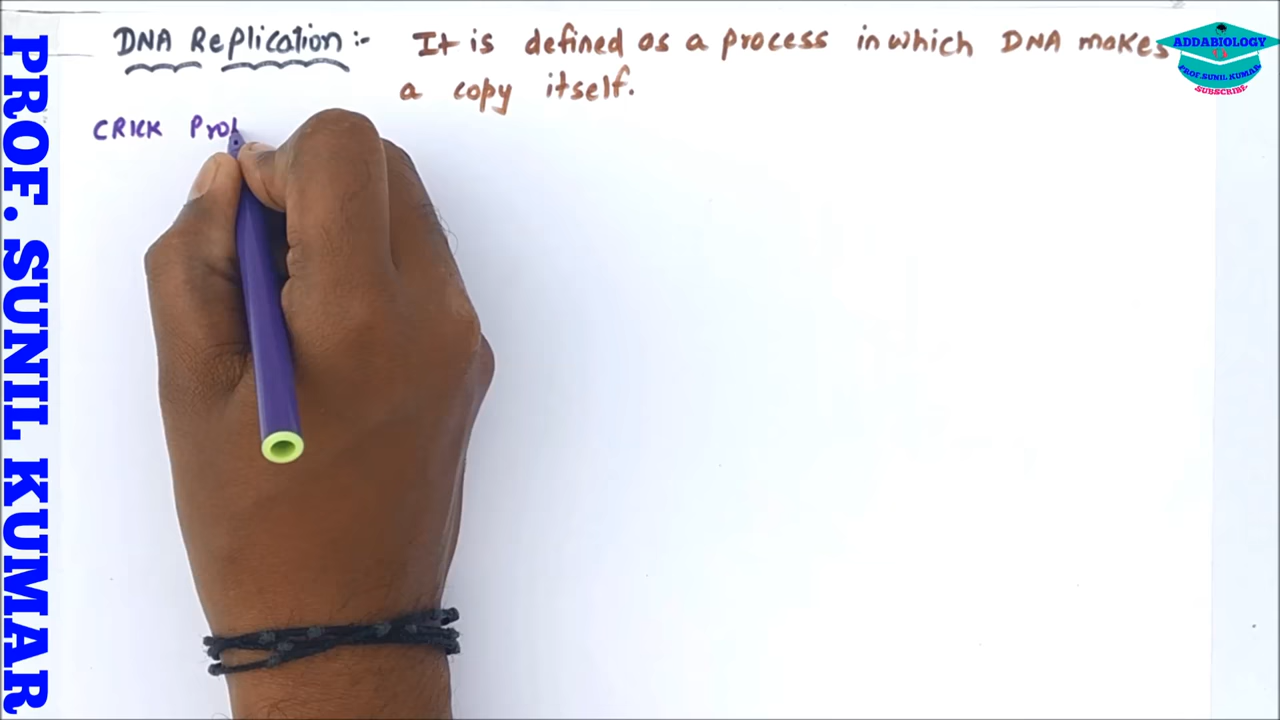 PROF. SUNIL KUMAR
DNA Replication :- It is defined as a process in which DNA makes
a copy itself.
CRICK
ADDABIOLOGY
PROF. SUNIL KUMAR
SUBSCRIBE